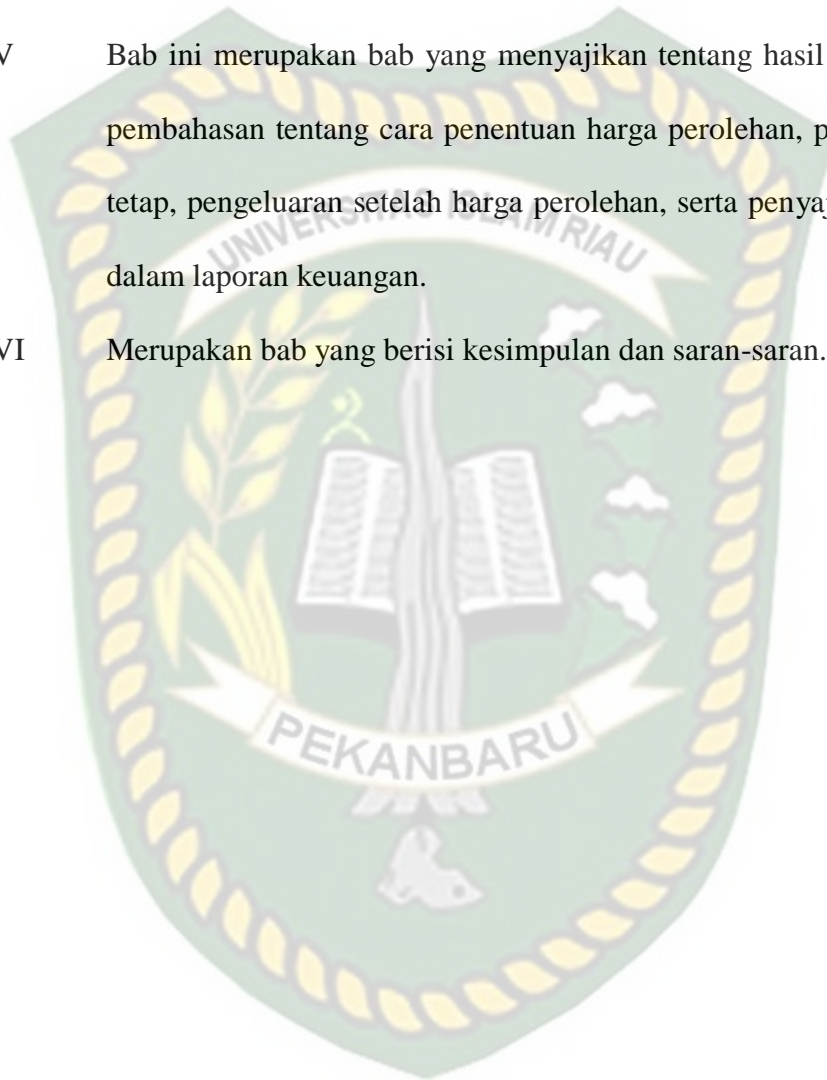 V Bab ini merupakan bab yang menyajikan tentang hasil
pembahasan tentang cara penentuan harga perolehan,
tetap, pengeluaran setelah harga perolehan, serta
dalam laporan keuangan.
VI Merupakan bab yang berisi kesimpulan dan saran-saran.
UNIVERSITAS ISLAM RIAU
PEKANBARU